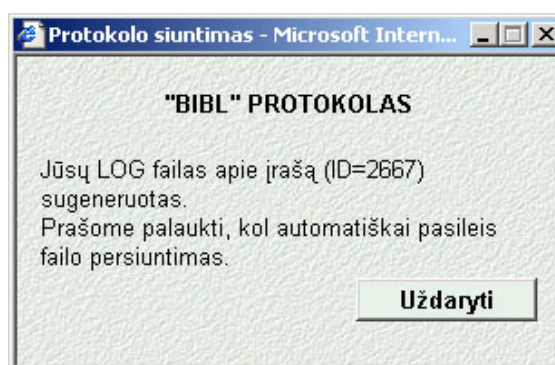 Protokolo siuntimas - Microsoft Intern...
"BIBL" PROTOKOLAS
Jūsų LOG failas apie įrašą (ID=2667)
sugeneruotas.
Prašome palaukti, kol automatiškai pasileis
failo persiuntimas.
Uždaryti